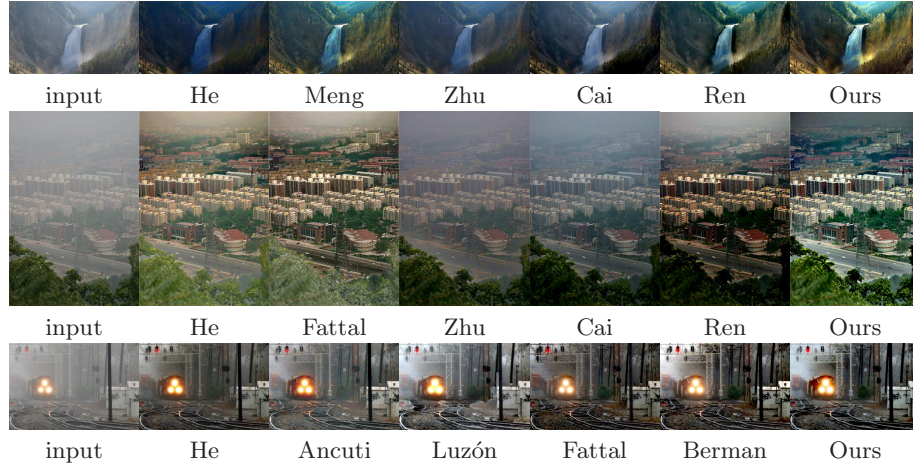 input He Meng Zhu Cai Ren Ours
input He Fattal Zhu Cai Ren Ours
input He Ancuti Luzón Fattal Berman Ours